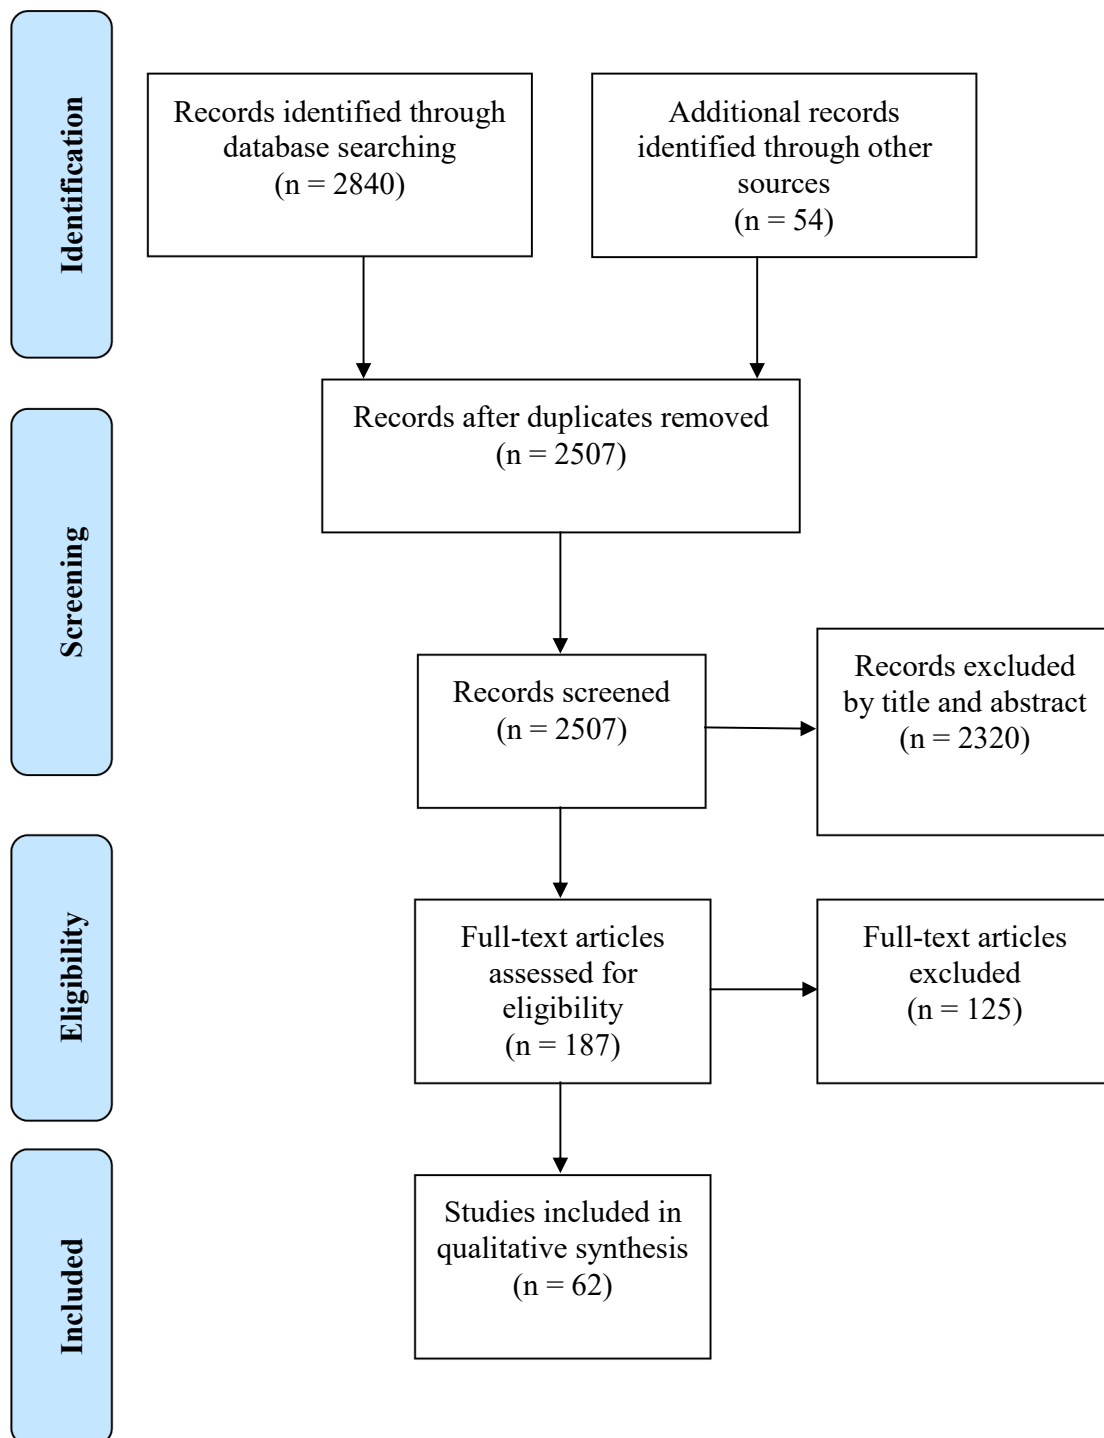 Identification
Records identified through
database searching
(n = 2840)
Additional records
identified through other
sources
(n = 54)
Screening
Records after duplicates removed
(n = 2507)
Records screened
(n = 2507)
Records excluded
by title and abstract
(n = 2320)
Eligibility
Full-text articles
assessed for
eligibility
(n = 187)
Full-text articles
excluded
(n = 125)
Included
Studies included in
qualitative synthesis
(n = 62)